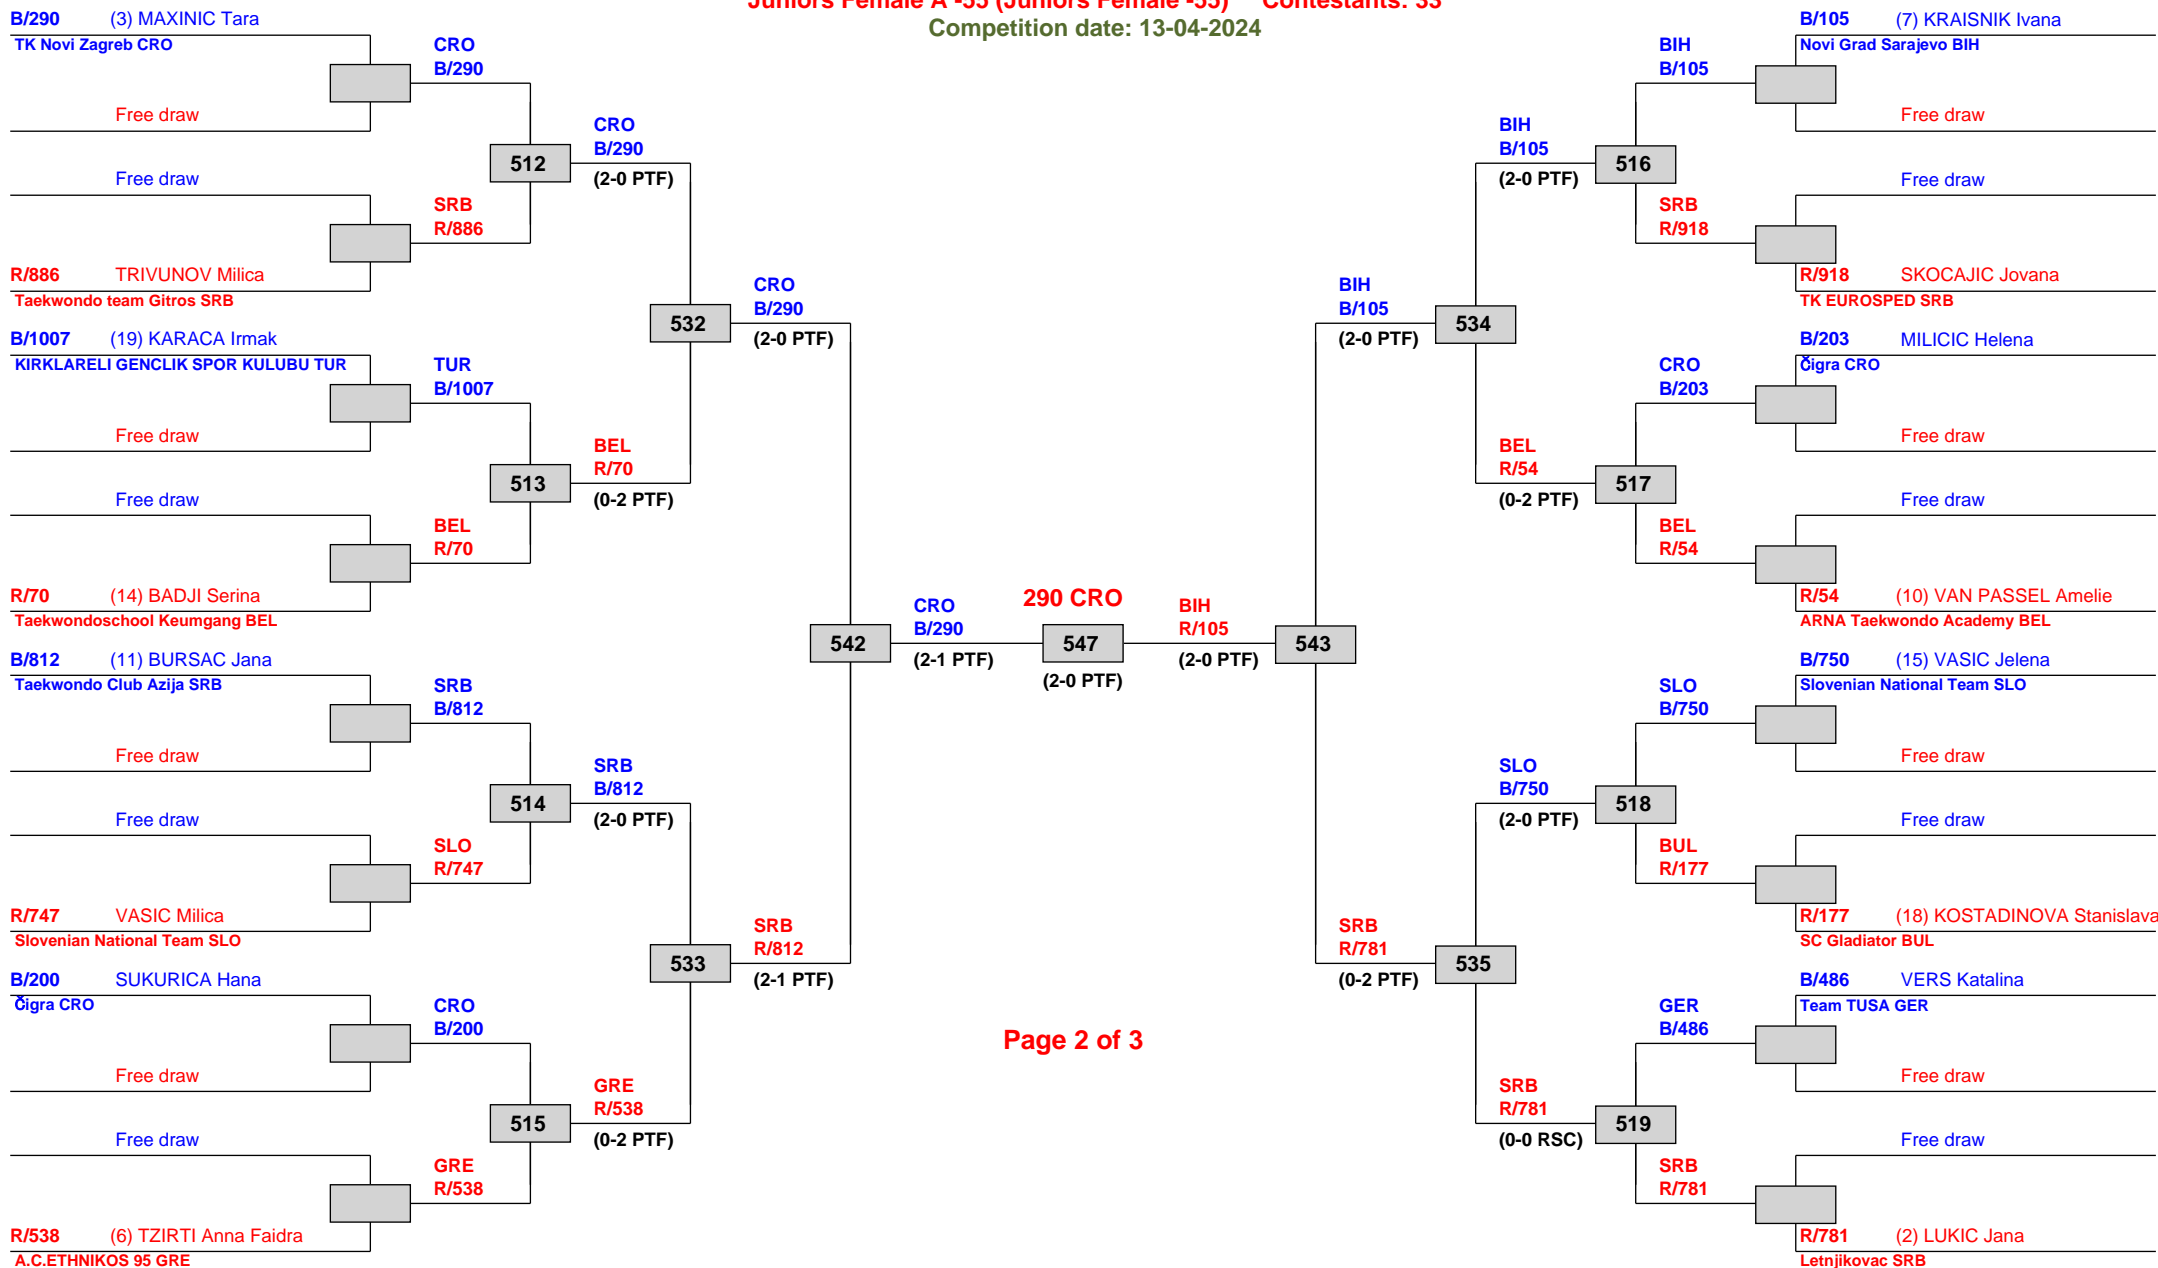 Juniors Female A -55 (Juniors Female -55) Contestants: 33
Competition date: 13-04-2024
B/290 (3) MAXINIC Tara
TK Novi Zagreb CRO
CRO
B/290
Free draw
CRO
B/290
512
(2-0 PTF)
Free draw
SRB
R/886
R/886 TRIVUNOV Milica
Taekwondo team Gitros SRB
CRO
B/290
532
(2-0 PTF)
B/1007 (19) KARACA Irmak
KIRKLARELI GENCLIK SPOR KULUBU TUR
TUR
B/1007
Free draw
BEL
R/70
513
(0-2 PTF)
Free draw
BEL
R/70
R/70 (14) BADJI Serina
Taekwondoschool Keumgang BEL
CRO
B/290
542
(2-1 PTF)
B/812 (11) BURSAC Jana
Taekwondo Club Azija SRB
SRB
B/812
Free draw
SRB
B/812
514
(2-0 PTF)
Free draw
SLO
R/747
R/747 VASIC Milica
Slovenian National Team SLO
SRB
R/812
533
(2-1 PTF)
B/200 SUKURICA Hana
Čigra CRO
CRO
B/200
Free draw
GRE
R/538
515
(0-2 PTF)
Free draw
GRE
R/538
R/538 (6) TZIRTI Anna Faidra
A.C.ETHNIKOS 95 GRE
290 CRO
547
(2-0 PTF)
Page 2 of 3
BIH
R/105
543
(2-0 PTF)
B/105 (7) KRAISNIK Ivana
Novi Grad Sarajevo BIH
BIH
B/105
Free draw
BIH
B/105
516
(2-0 PTF)
Free draw
SRB
R/918
R/918 SKOCAJIC Jovana
TK EUROSPED SRB
BIH
B/105
534
(2-0 PTF)
B/203 MILICIC Helena
Čigra CRO
CRO
B/203
Free draw
BEL
R/54
517
(0-2 PTF)
Free draw
BEL
R/54
R/54 (10) VAN PASSEL Amelie
ARNA Taekwondo Academy BEL
B/750 (15) VASIC Jelena
Slovenian National Team SLO
SLO
B/750
Free draw
SLO
B/750
518
(2-0 PTF)
Free draw
BUL
R/177
R/177 (18) KOSTADINOVA Stanislava
SC Gladiator BUL
SRB
R/781
535
(0-2 PTF)
B/486 VERS Katalina
Team TUSA GER
GER
B/486
Free draw
SRB
R/781
519
(0-0 RSC)
Free draw
SRB
R/781
R/781 (2) LUKIC Jana
Letnjikovac SRB